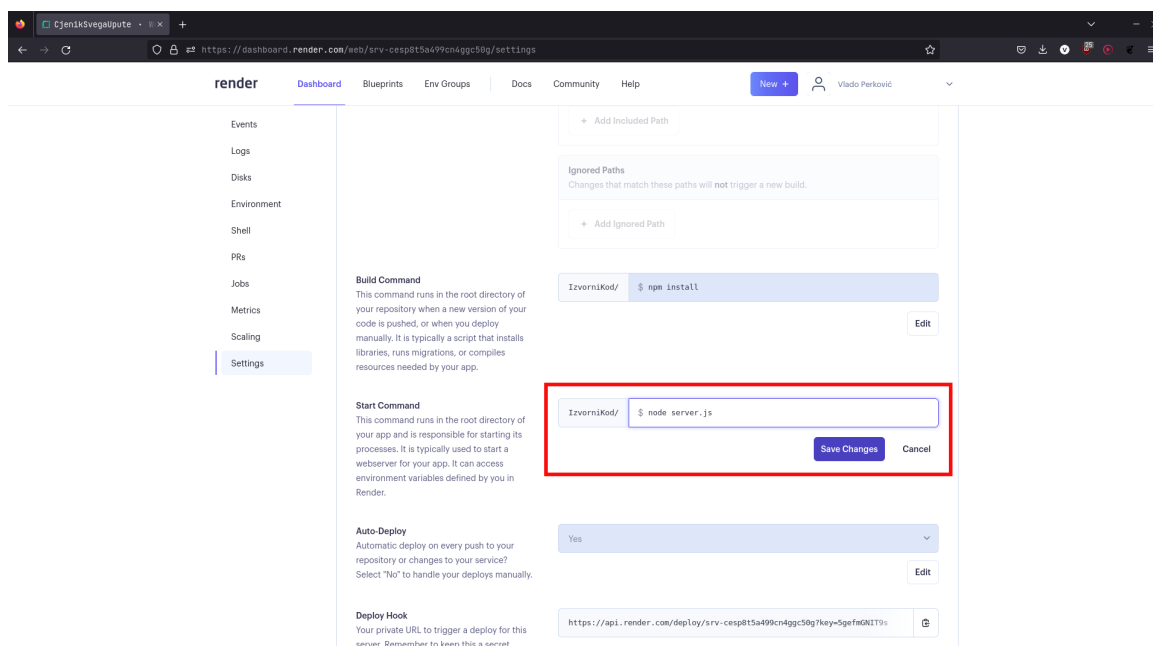 CjenikSvegaUpute ·
https://dashboard.render.com/web/srv-cesp8t5a499cn4ggc50g/settings
25
render
Dashboard
Blueprints
Env Groups
Docs
Community
Help
New +
Vlado Perković
Events
Logs
Disks
Environment
Shell
PRs
Jobs
Metrics
Scaling
Settings
+ Add Included Path
Ignored Paths
Changes that match these paths will not trigger a new build.
+ Add Ignored Path
Build Command
This command runs in the root directory of
your repository when a new version of your
code is pushed, or when you deploy
manually. It is typically a script that installs
libraries, runs migrations, or compiles
resources needed by your app.
IzvorniKod/ $ npm install
Edit
Start Command
This command runs in the root directory of
your app and is responsible for starting its
processes. It is typically used to start a
webserver for your app. It can access
environment variables defined by you in
Render.
IzvorniKod/ $ node server.js
Save Changes
Cancel
Auto-Deploy
Automatic deploy on every push to your
repository or changes to your service?
Select "No" to handle your deploys manually.
Yes
Edit
Deploy Hook
Your private URL to trigger a deploy for this
server. Remember to keep this a secret.
https://api.render.com/deploy/srv-cesp8t5a499cn4ggc50g?key=5gefmGNIT9s